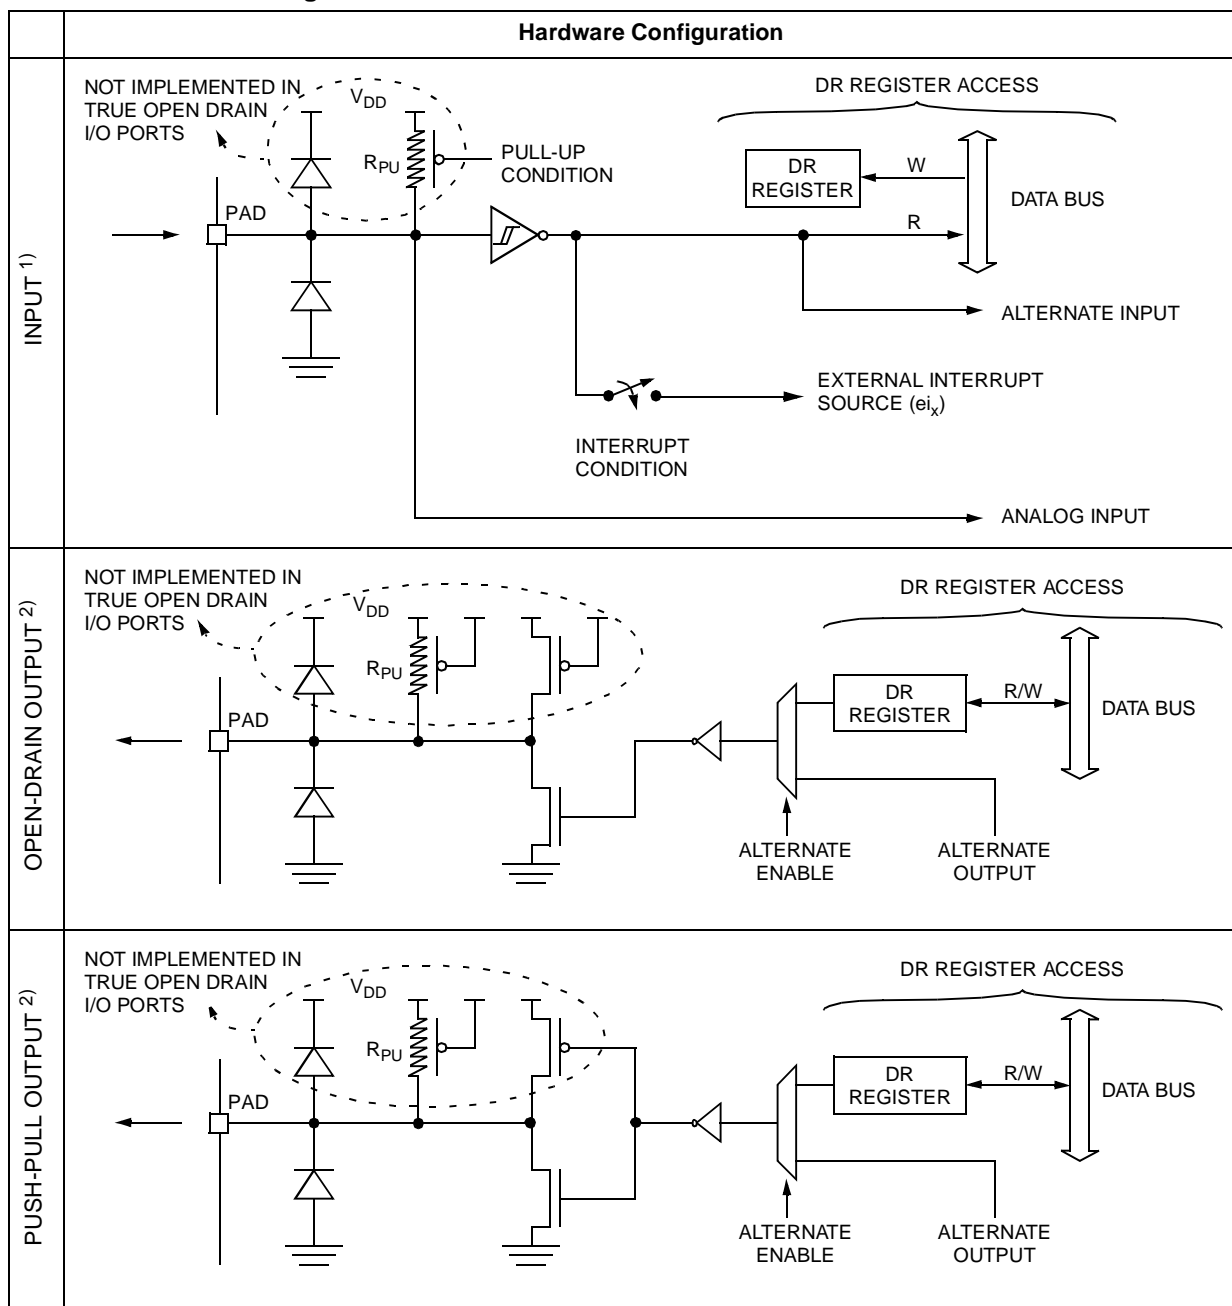 Hardware Configuration
INPUT 1)
NOT IMPLEMENTED IN
TRUE OPEN DRAIN
I/O PORTS
VDD
RPU
PULL-UP
CONDITION
PAD
DR REGISTER ACCESS
DR
REGISTER
W
R
DATA BUS
ALTERNATE INPUT
EXTERNAL INTERRUPT
SOURCE (eix)
INTERRUPT
CONDITION
ANALOG INPUT
OPEN-DRAIN OUTPUT 2)
NOT IMPLEMENTED IN
TRUE OPEN DRAIN
I/O PORTS
VDD
RPU
PAD
DR REGISTER ACCESS
DR
REGISTER
R/W
DATA BUS
ALTERNATE
ENABLE
ALTERNATE
OUTPUT
PUSH-PULL OUTPUT 2)
NOT IMPLEMENTED IN
TRUE OPEN DRAIN
I/O PORTS
VDD
RPU
PAD
DR REGISTER ACCESS
DR
REGISTER
R/W
DATA BUS
ALTERNATE
ENABLE
ALTERNATE
OUTPUT